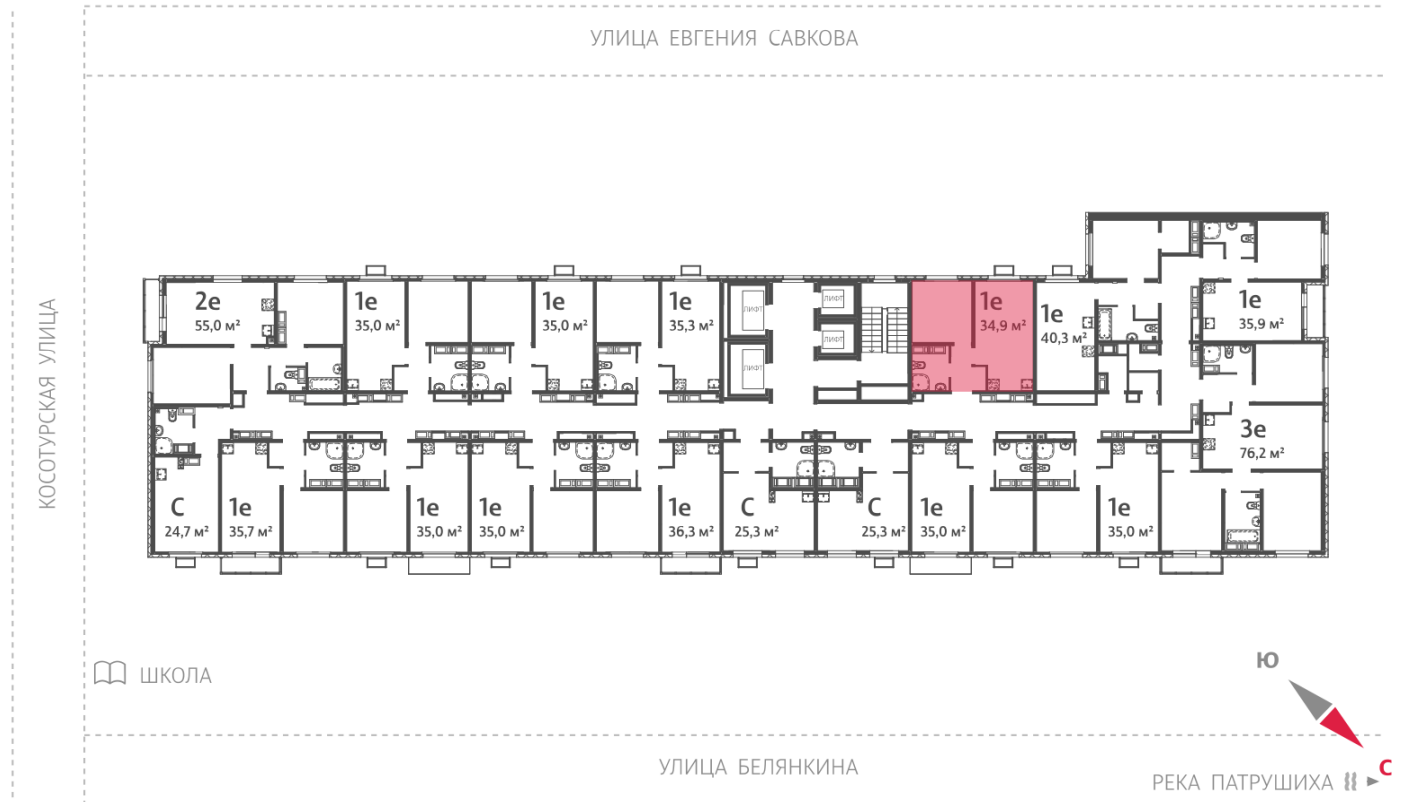 УЛИЦА ЕВГЕНИЯ САВКОВА
КОСОТУРСКАЯ УЛИЦА
2е
55,0 м²
1е
35,0 м²
1е
35,0 м²
1е
35,3 м²
ЛИФТ
ЛИФТ
ЛИФТ
ЛИФТ
1е
34,9 м²
1е
40,3 м²
1е
35,9 м²
3е
76,2 м²
С
24,7 м²
1е
35,7 м²
1е
35,0 м²
1е
35,0 м²
1е
36,3 м²
С
25,3 м²
С
25,3 м²
1е
35,0 м²
1е
35,0 м²
ШКОЛА
Ю
С
УЛИЦА БЕЛЯНКИНА
РЕКА ПАТРУШИХА